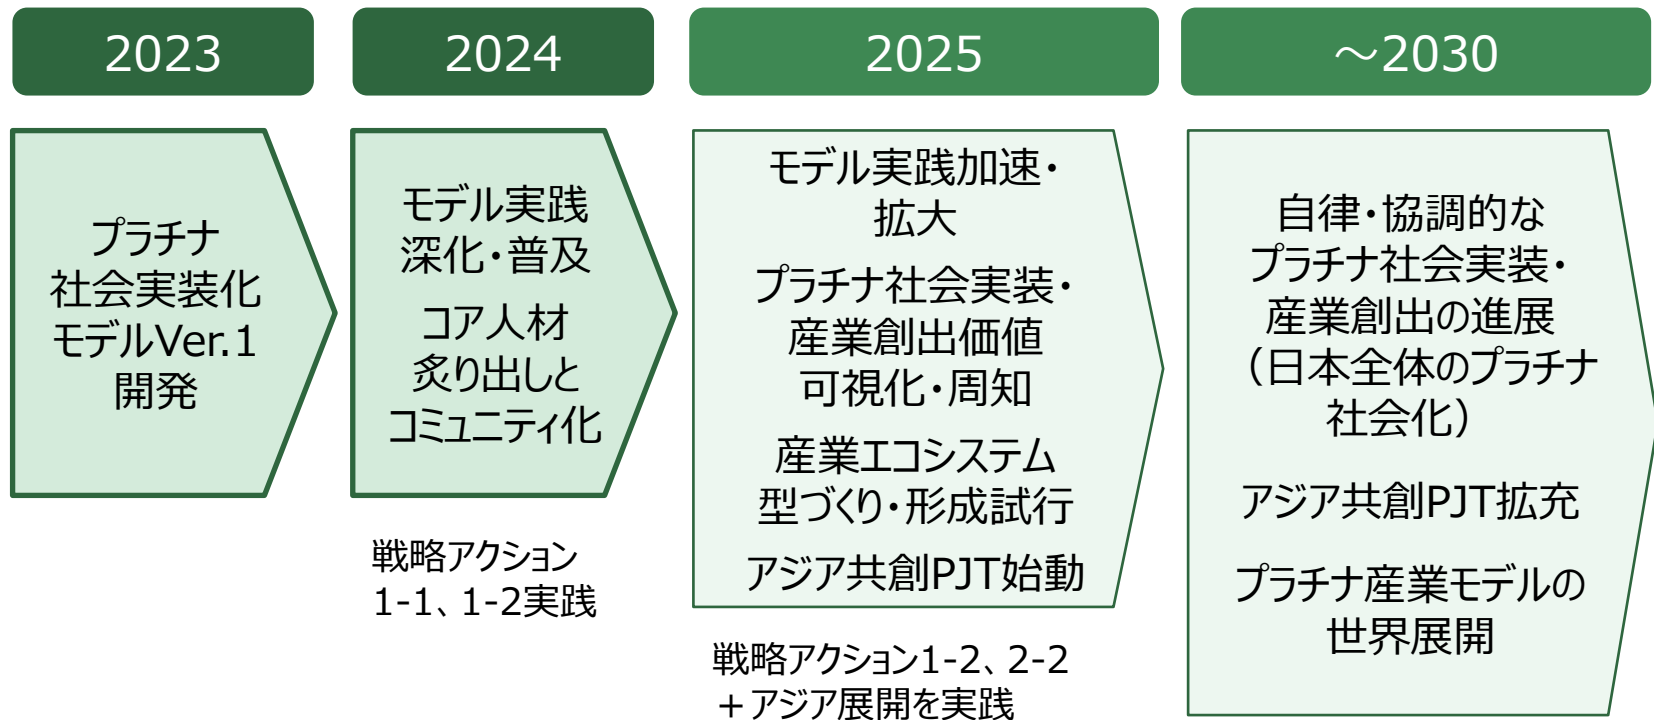 2023
プラチナ
社会実装化
モデルVer.1
開発
2024
モデル実践
深化・普及
コア人材
炙り出しと
コミュニティ化
戦略アクション
1-1、1-2実践
2025
モデル実践加速・
拡大
プラチナ社会実装・
産業創出価値
可視化・周知
産業エコシステム
型づくり・形成試行
アジア共創PJT始動
戦略アクション1-2、2-2
＋アジア展開を実践
～2030
自律・協調的な
プラチナ社会実装・
産業創出の進展
（日本全体のプラチナ
社会化）
アジア共創PJT拡充
プラチナ産業モデルの
世界展開